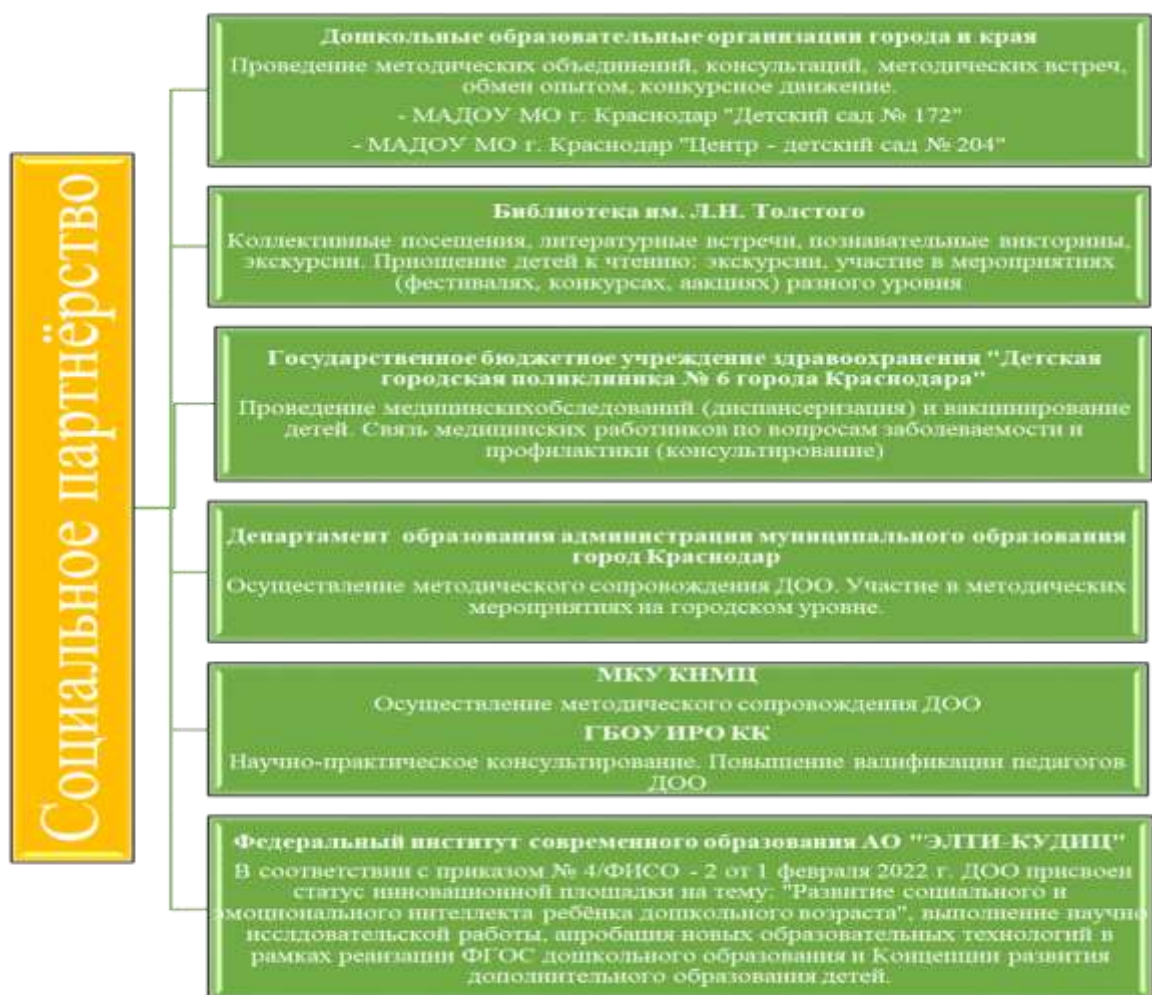 Социальное партнёрство
Дошкольные образовательные организации города и края
Проведение методических объединений, консультаций, методических встреч,
обмен опытом, конкурсное движение.
- МАДОУ МО г. Краснодар "Детский сад № 172"
- МАДОУ МО г. Краснодар "Центр - детский сад № 204"
Библиотека им. Л.Н. Толстого
Коллективные посещения, литературные встречи, познавательные викторины,
экскурсии. Приощение детей к чтению: экскурсии, участие в мероприятиях
(фестивалях, конкурсах, аакциях) разного уровня
Государственное бюджетное учреждение здравоохранения "Детская
городская поликлиника № 6 города Краснодара"
Проведение медицинскихобследований (диспансеризация) и вакцинирование
детей. Связь медицинских работников по вопросам заболеваемости и
профилактики (консультирование)
Департамент образования администрации муниципального образования
город Краснодар
Осуществление методического сопровождения ДОО. Участие в методических
мероприятиях на городском уровне.
МКУ КНМЦ
Осуществление методического сопровождения ДОО
ГБОУ ИРО КК
Научно-практическое консультирование. Повышение валификации педагогов
ДОО
Федеральный институт современного образования АО "ЭЛТИ-КУДИЦ"
В соответствии с приказом № 4/ФИСО - 2 от 1 февраля 2022 г. ДОО присвоен
статус инновационной площадки на тему: "Развитие социального и
эмоционального интеллекта ребёнка дошкольного возраста", выполнение научно
исслдовательской работы, апробация новых образовательных технологий в
рамках реанзации ФГОС дошкольного образования и Концепции развития
дополнительного образования детей.